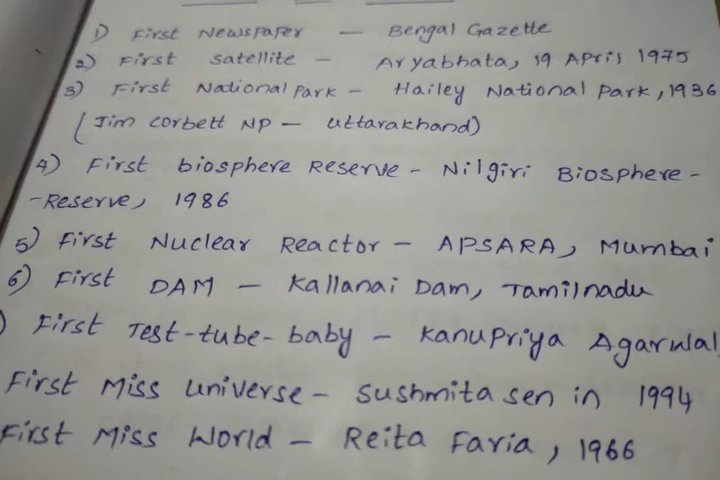 1) First Newspaper — Bengal Gazette
2) First satellite — Aryabhata, 19 April 1975
3) First National Park - Hailey National Park, 1936
(Jim Corbett NP — Uttarakhand)
4) First biosphere Reserve - Nilgiri Biosphere-
-Reserve, 1986
5) First Nuclear Reactor - APSARA, Mumbai
6) First DAM — Kallanai Dam, Tamilnadu
) First Test-tube-baby - Kanupriya Agarwal
First Miss Universe - Sushmita sen in 1994
First Miss World - Reita Faria, 1966